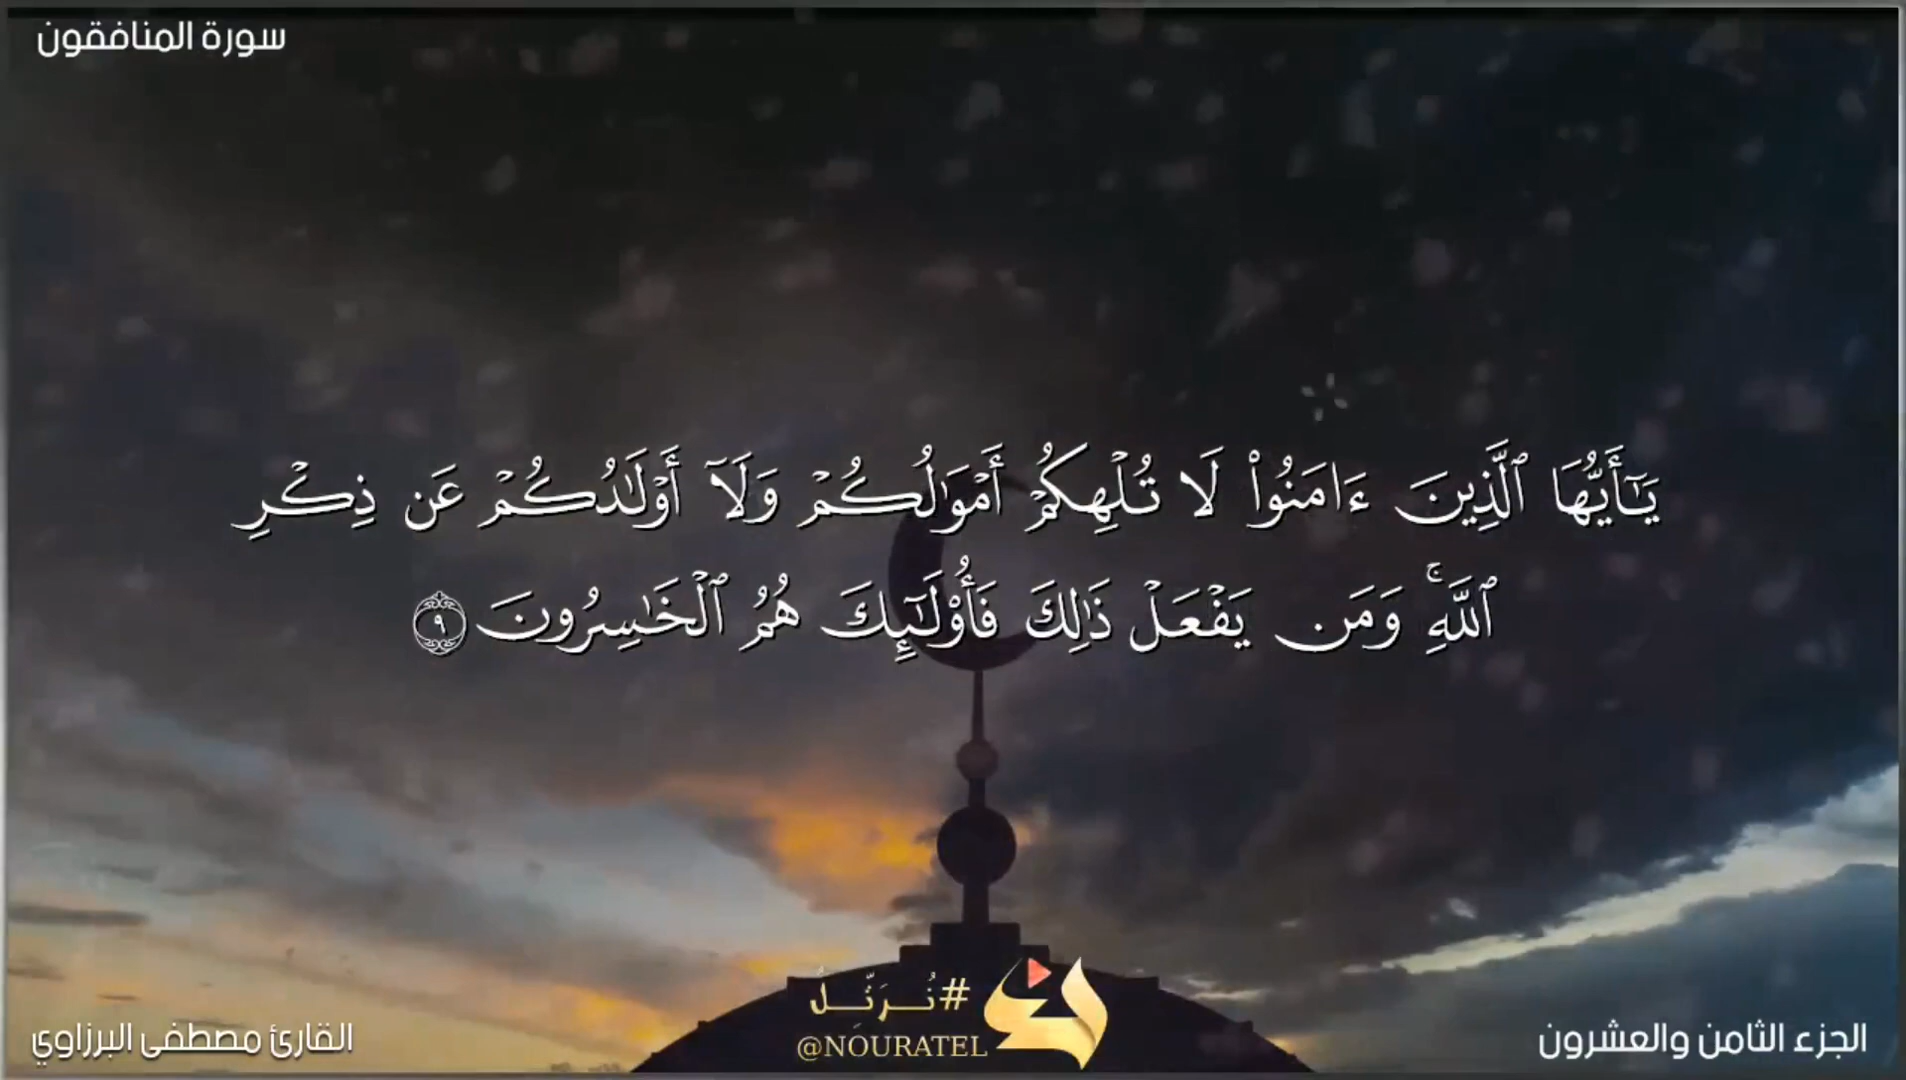 سورة المنافقون
يَٰٓأَيُّهَا ٱلَّذِينَ ءَامَنُوا۟ لَا تُلْهِكُمْ أَمْوَٰلُكُمْ وَلَآ أَوْلَٰدُكُمْ عَن ذِكْرِ
ٱللَّهِ ۚ وَمَن يَفْعَلْ ذَٰلِكَ فَأُو۟لَٰٓئِكَ هُمُ ٱلْخَٰسِرُونَ ٩
#نُرَتِّلُ
@NOURATEL
الجزء الثامن والعشرون
القارئ مصطفى البرزاوي